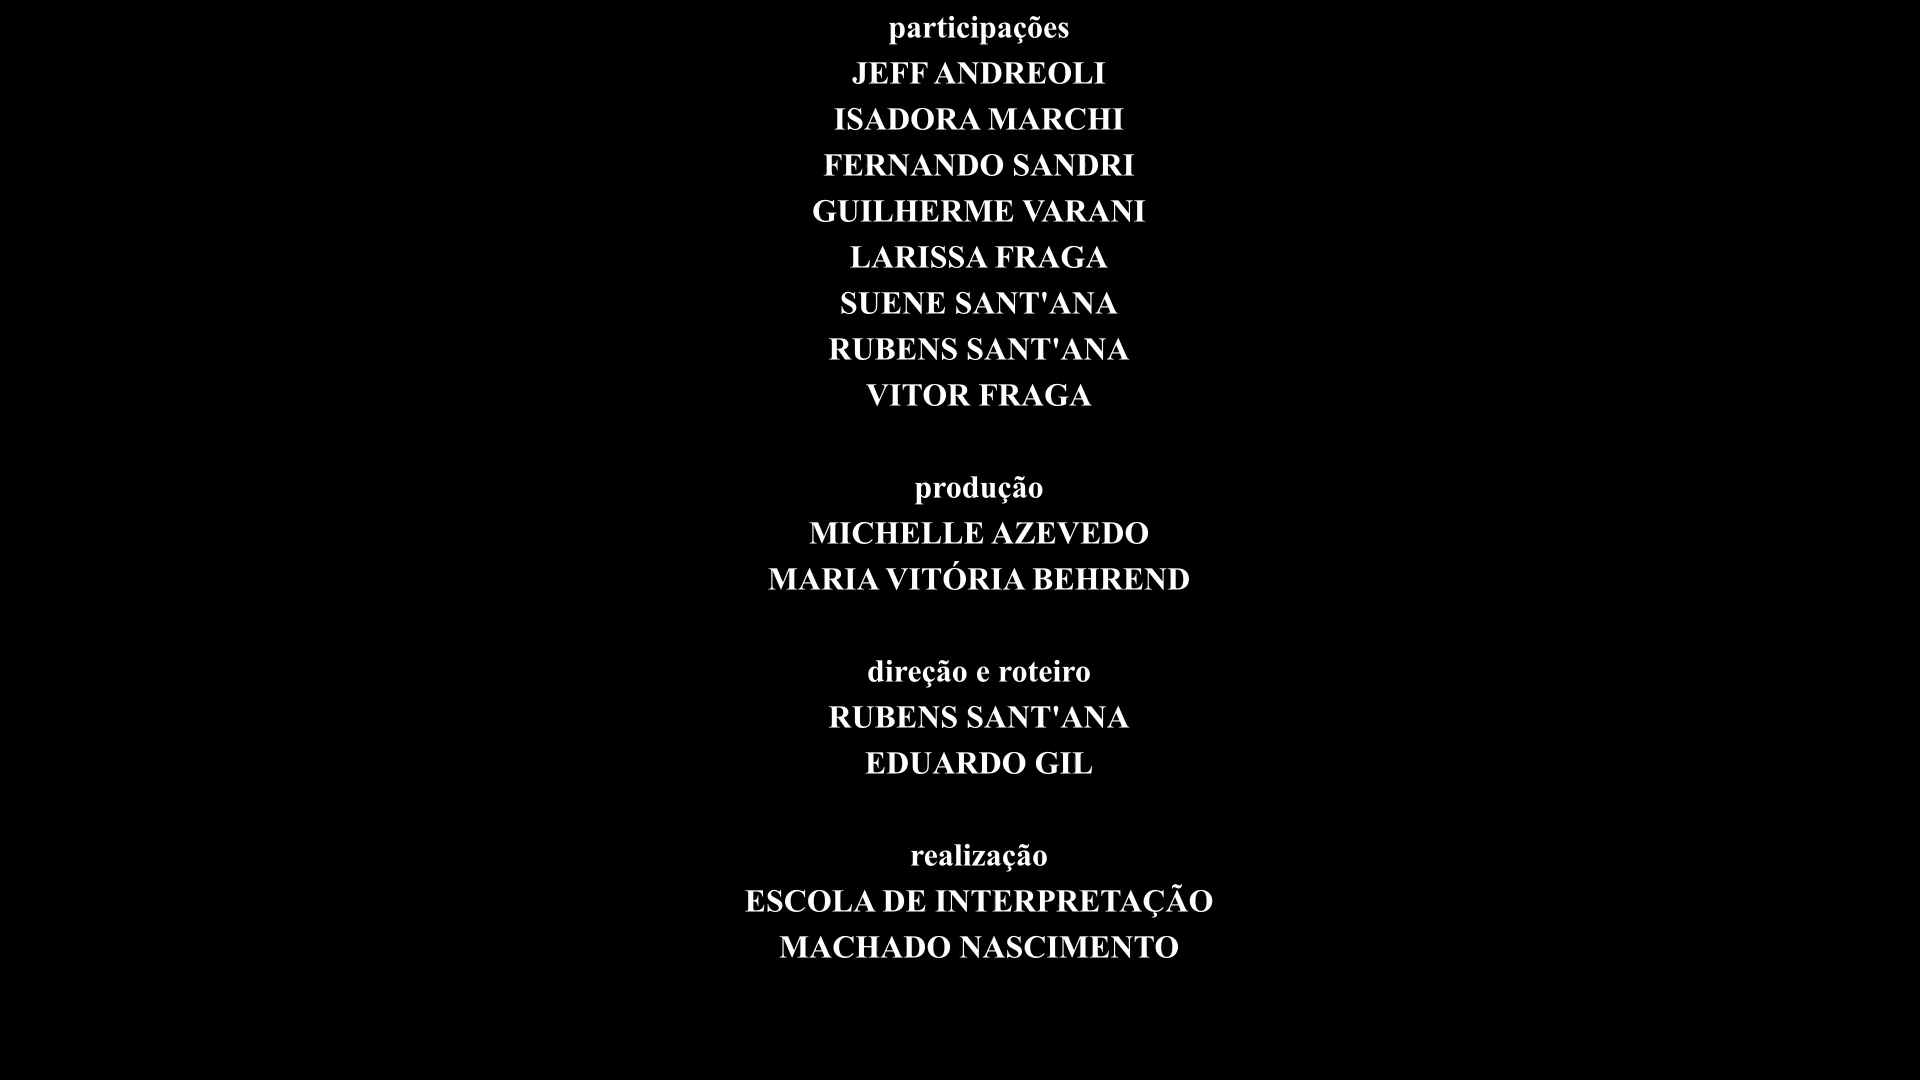 participações
JEFF ANDREOLI
ISADORA MARCHI
FERNANDO SANDRI
GUILHERME VARANI
LARISSA FRAGA
SUENE SANT'ANA
RUBENS SANT'ANA
VITOR FRAGA
produção
MICHELLE AZEVEDO
MARIA VITÓRIA BEHREND
direção e roteiro
RUBENS SANT'ANA
EDUARDO GIL
realização
ESCOLA DE INTERPRETAÇÃO
MACHADO NASCIMENTO